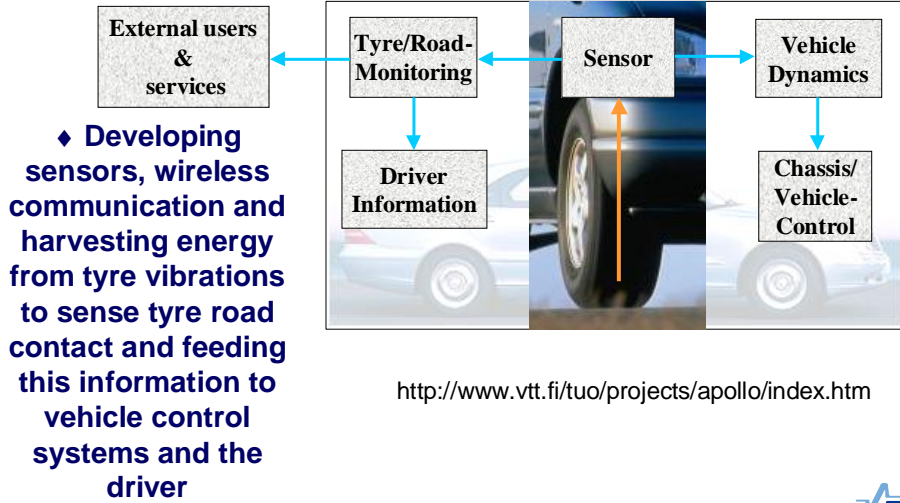 External users
&
services
Tyre/Road-
Monitoring
Sensor
Vehicle
Dynamics
Driver
Information
Chassis/
Vehicle-
Control
♦ Developing
sensors, wireless
communication and
harvesting energy
from tyre vibrations
to sense tyre road
contact and feeding
this information to
vehicle control
systems and the
driver
http://www.vtt.fi/tuo/projects/apollo/index.htm